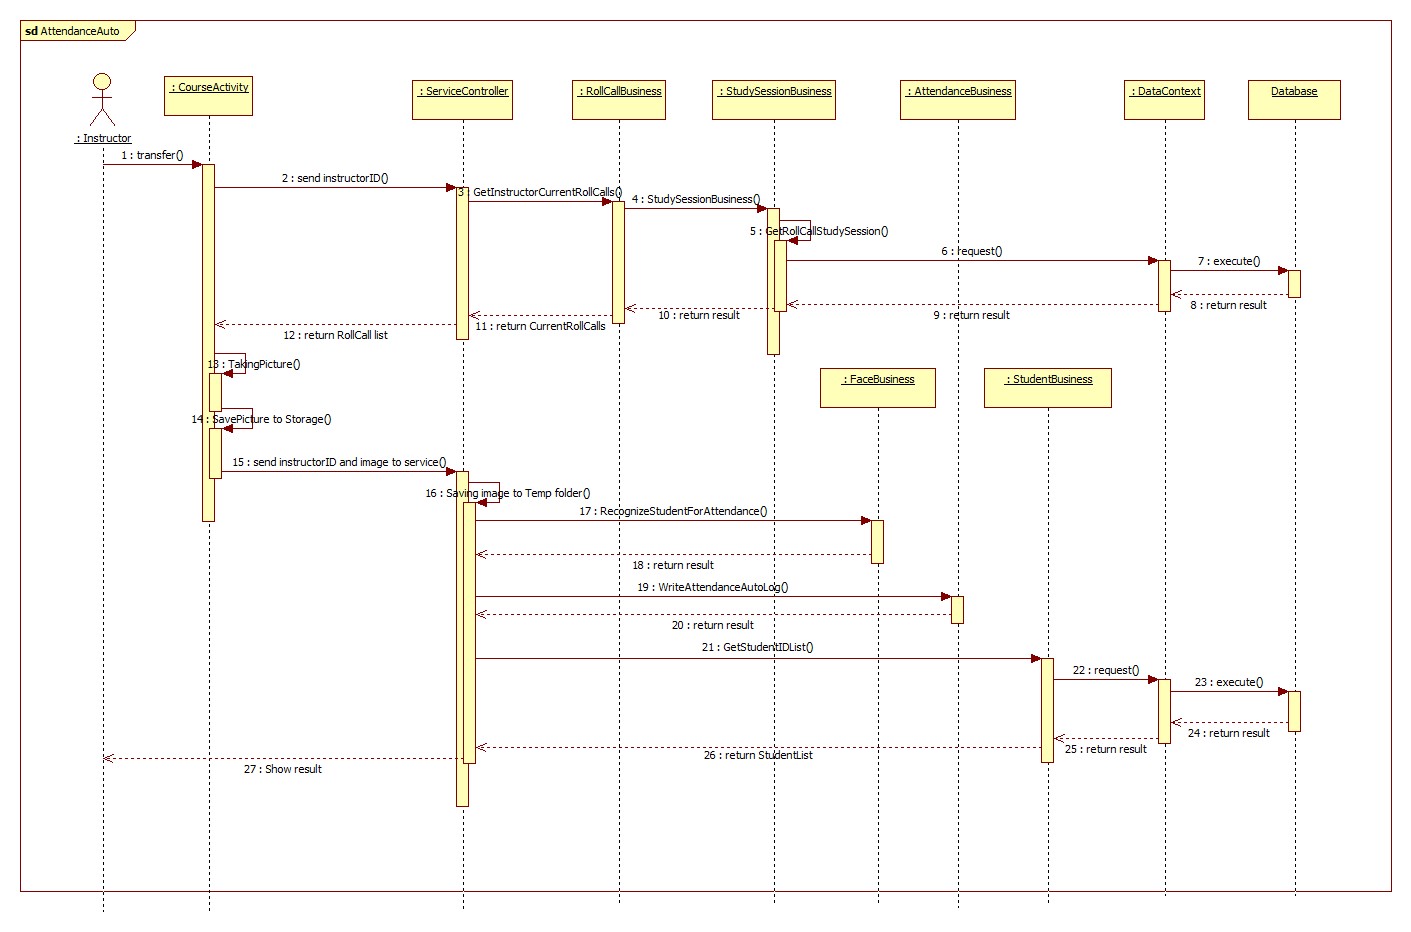 sd AttendanceAuto
: Instructor
: CourseActivity
: ServiceController
: RollCallBusiness
: StudySessionBusiness
: AttendanceBusiness
: DataContext
Database
1 : transfer()
2 : send instructorID()
3 : GetInstructorCurrentRollCalls()
4 : StudySessionBusiness()
5 : GetRollCallStudySession()
6 : request()
7 : execute()
8 : return result
9 : return result
10 : return result
11 : return CurrentRollCalls
12 : return RollCall list
13 : TakingPicture()
: FaceBusiness
: StudentBusiness
14 : SavePicture to Storage()
15 : send instructorID and image to service()
16 : Saving image to Temp folder()
17 : RecognizeStudentForAttendance()
18 : return result
19 : WriteAttendanceAutoLog()
20 : return result
21 : GetStudentIDList()
22 : request()
23 : execute()
24 : return result
25 : return result
26 : return StudentList
27 : Show result